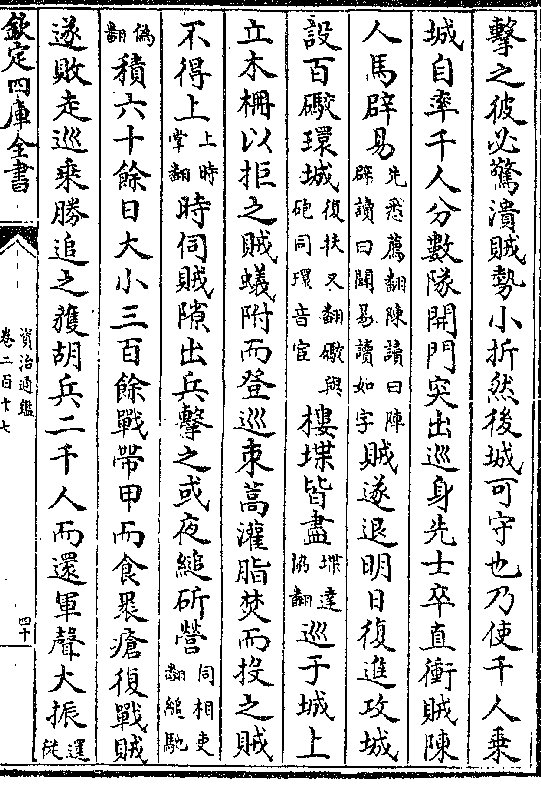 擊之彼必驚潰賊勢小折然後城可守也乃使千人乗
城自率千人分數隊開門突出巡身先士卒直衝賊陳
人馬辟易先悉薦翻陳讀曰陣辟讀曰闢易讀如字賊遂退明日復進攻城
設百礮環城復扶又翻礮與砲同環音宦樓堞皆盡堞達協翻巡于城上
立木柵以拒之賊蟻附而登巡束蒿灌脂焚而投之賊
不得上上時掌翻時伺賊隙出兵擊之或夜縋斫營伺相吏翻縋馳
偽翻積六十餘日大小三百餘戰帶甲而食裹瘡復戰賊
遂敗走巡乗勝追之獲胡兵二千人而還軍聲大振還從
欽定四庫全書
資治通鑑
卷二百十七
四十